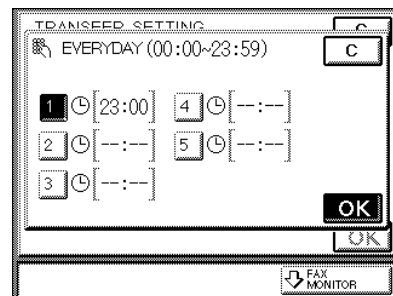 TRANSFER SETTING
C
EVERYDAY (00:00~23:59)
C
1 [23:00] 4 [--:--]
2 [--:--] 5 [--:--]
3 [--:--]
OK
OK
FAX
MONITOR